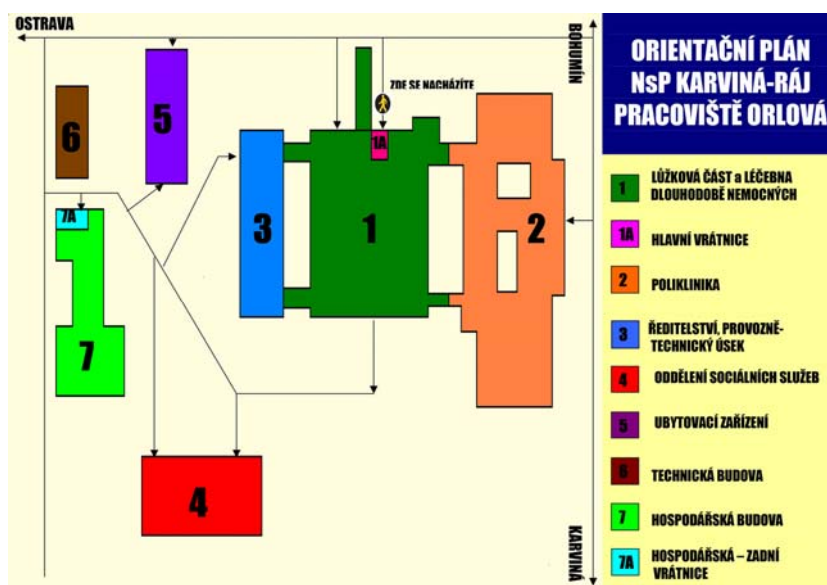 OSTRAVA
BOHUMÍN
ZDE SE NACHÁZÍTE
6
5
1A
7A
3
1
2
7
4
KARVINÁ
ORIENTAČNÍ PLÁN
NsP KARVINÁ-RÁJ
PRACOVIŠTĚ ORLOVÁ
1 LŮŽKOVÁ ČÁST a LÉČEBNA
DLOUHODOBĚ NEMOCNÝCH
1A HLAVNÍ VRÁTNICE
2 POLIKLINIKA
3 ŘEDITELSTVÍ, PROVOZNĚ-
TECHNICKÝ ÚSEK
4 ODDĚLENÍ SOCIÁLNÍCH SLUŽEB
5 UBYTOVACÍ ZAŘÍZENÍ
6 TECHNICKÁ BUDOVA
7 HOSPODÁŘSKÁ BUDOVA
7A HOSPODÁŘSKÁ – ZADNÍ
VRÁTNICE